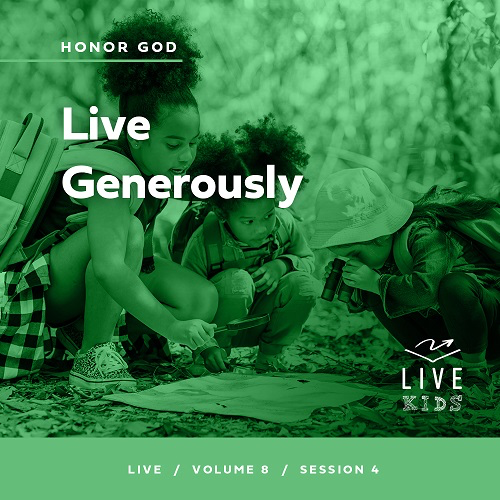 HONOR GOD
Live
Generously
LIVE
KIDS
LIVE / VOLUME 8 / SESSION 4